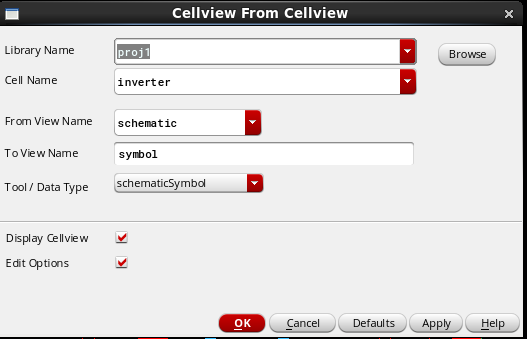 Cellview From Cellview
Library Name proj1 Browse
Cell Name inverter
From View Name schematic
To View Name symbol
Tool / Data Type schematicSymbol
Display Cellview
Edit Options
OK Cancel Defaults Apply Help